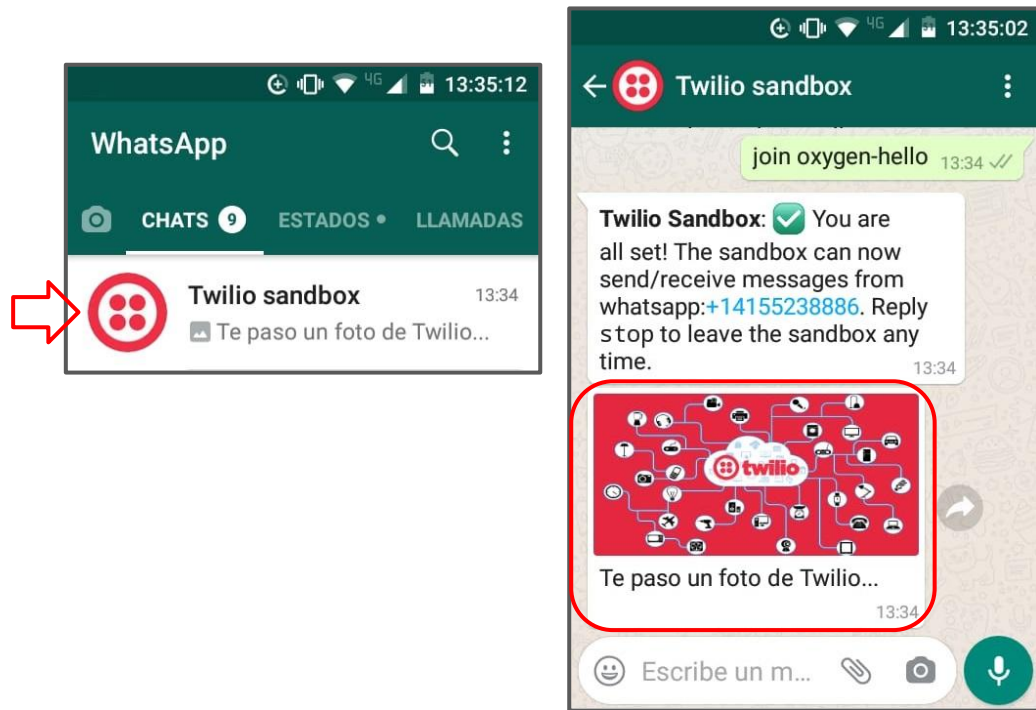 4G 13:35:12
WhatsApp
CHATS 9 ESTADOS • LLAMADAS
Twilio sandbox 13:34
Te paso un foto de Twilio...
4G 13:35:02
Twilio sandbox
join oxygen-hello 13:34
Twilio Sandbox: ✅ You are
all set! The sandbox can now
send/receive messages from
whatsapp:+14155238886. Reply
stop to leave the sandbox any
time. 13:34
twilio
Te paso un foto de Twilio...
13:34
Escribe un m...